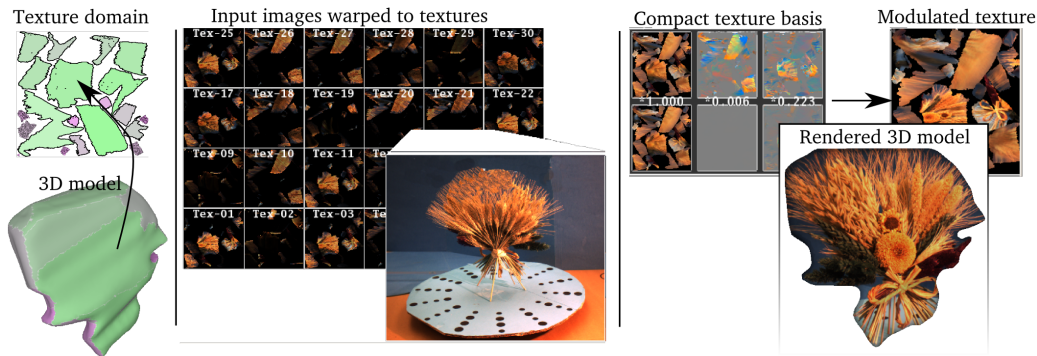 Texture domain
3D model
Input images warped to textures
Tex-25 Tex-26 Tex-27 Tex-28 Tex-29 Tex-30
Tex-17 Tex-18 Tex-19 Tex-20 Tex-21 Tex-22
Tex-09 Tex-10 Tex-11
Tex-01 Tex-02 Tex-03 Te
Compact texture basis
*1.000 *0.006 *0.223
Modulated texture
Rendered 3D model